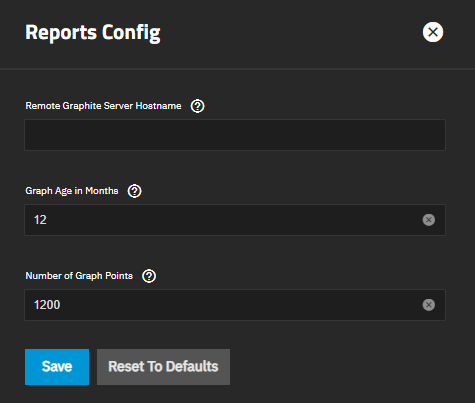 Reports Config
Remote Graphite Server Hostname
Graph Age in Months
12
Number of Graph Points
1200
Save Reset To Defaults